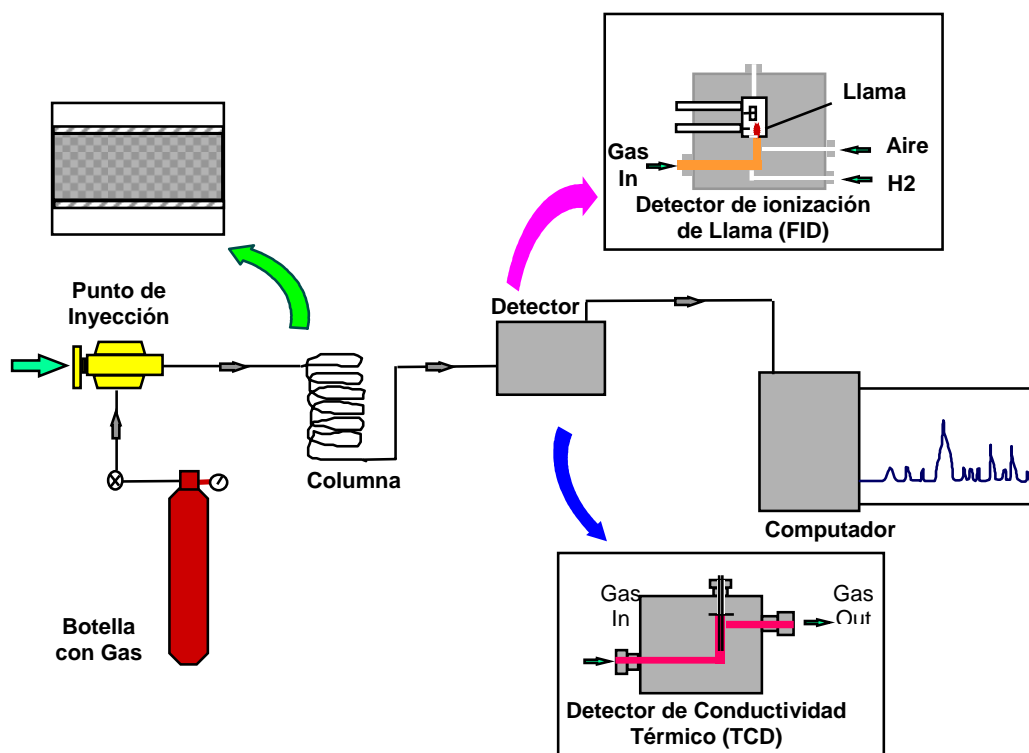 Llama
Aire
Gas
In
H2
Detector de ionización
de Llama (FID)
Punto de
Inyección
Detector
Columna
Computador
Botella
con Gas
Gas
In
Gas
Out
Detector de Conductividad
Térmico (TCD)